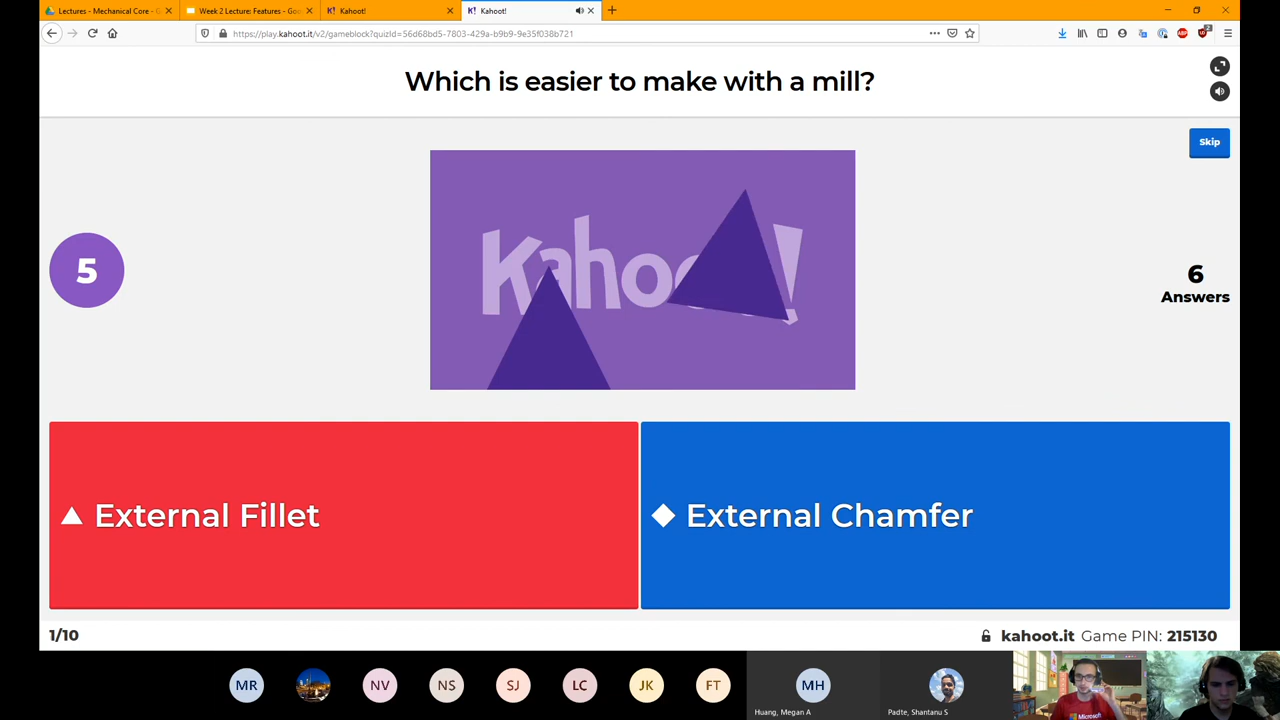 Lectures - Mechanical Core - G
Week 2 Lecture: Features - Goo
Kahoot!
Kahoot!
https://play.kahoot.it/v2/gameblock?quizId=56d68bd5-7803-429a-b9b9-9e35f038b721
Which is easier to make with a mill?
Skip
Kahoot!
5
6
Answers
External Fillet
External Chamfer
1/10
kahoot.it Game PIN: 215130
MR
NV
NS
SJ
LC
JK
FT
MH
Huang, Megan A
Padte, Shantanu S
Microsoft